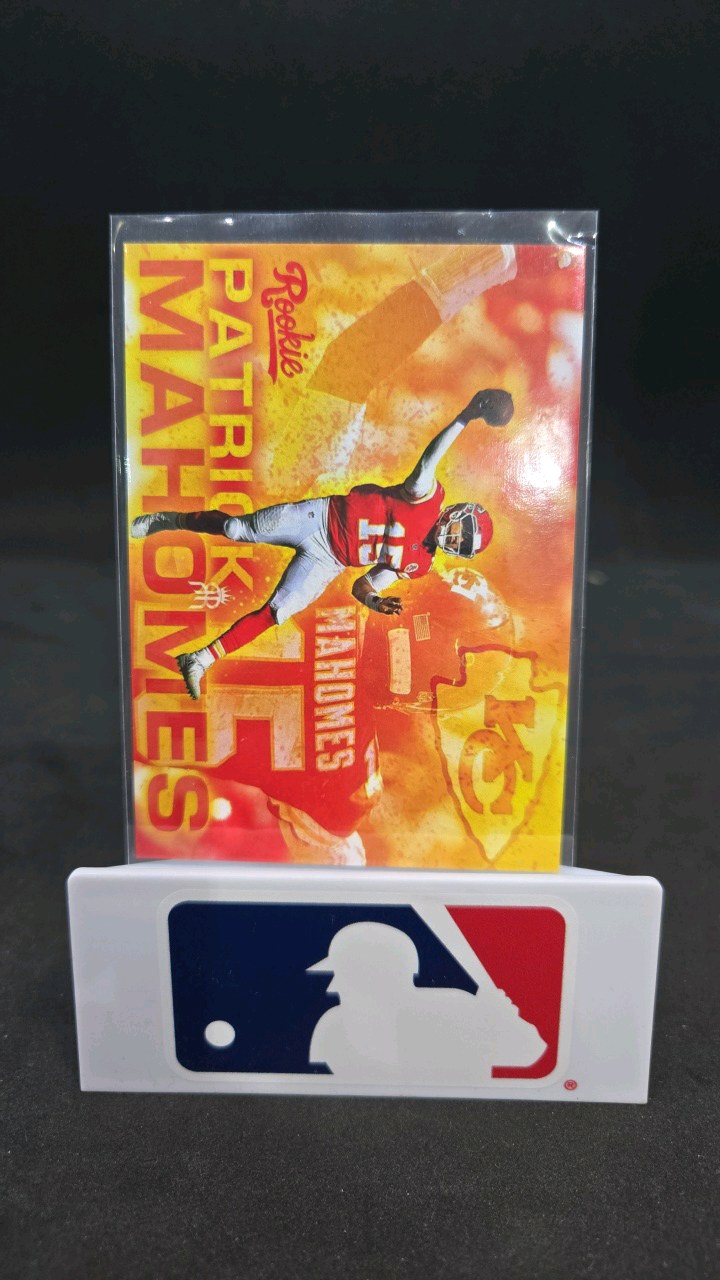 Rookie
PATRICK
MAHOMES
MAHOMES
15
15
KC
®